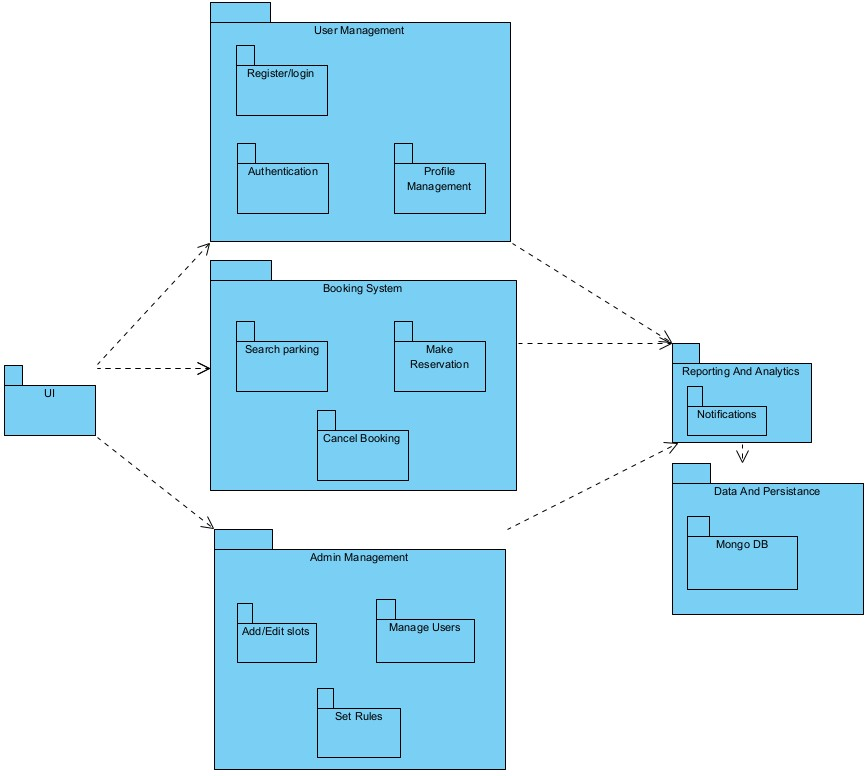 User Management
Register/login
Authentication
Profile
Management
Booking System
Search parking
Make
Reservation
Cancel Booking
UI
Admin Management
Add/Edit slots
Manage Users
Set Rules
Reporting And Analytics
Notifications
Data And Persistance
Mongo DB